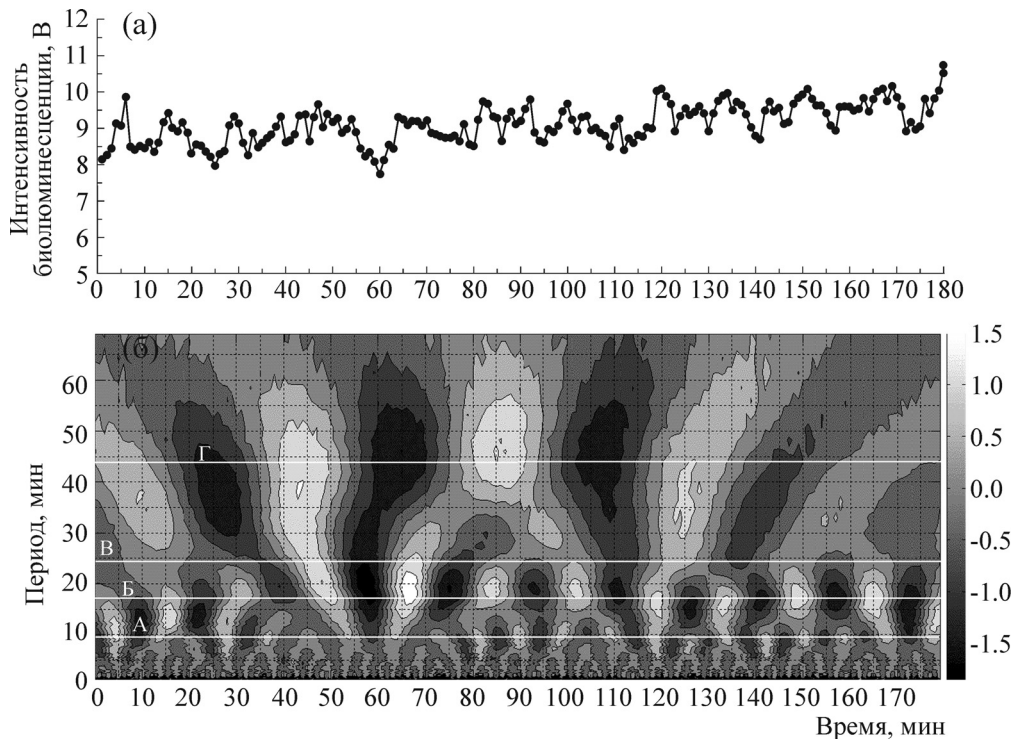 (а)
Интенсивность
биолюминесценции, В
12
11
10
9
8
7
6
5
0 10 20 30 40 50 60 70 80 90 100 110 120 130 140 150 160 170 180
(б)
Период, мин
60
50
40
30
20
10
0
Г
В
Б
А
0 10 20 30 40 50 60 70 80 90 100 110 120 130 140 150 160 170
Время, мин
1.5
1.0
0.5
0.0
-0.5
-1.0
-1.5